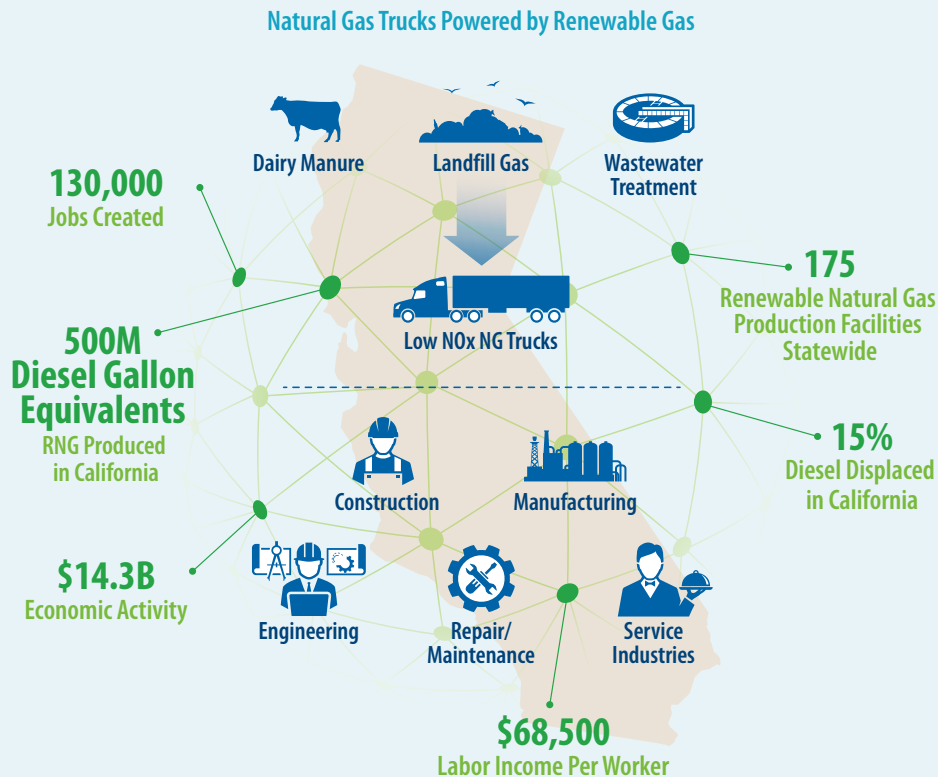 Natural Gas Trucks Powered by Renewable Gas
Dairy Manure
Landfill Gas
Wastewater
Treatment
130,000
Jobs Created
175
Renewable Natural Gas
Production Facilities
Statewide
Low NOx NG Trucks
500M
Diesel Gallon
Equivalents
RNG Produced
in California
15%
Diesel Displaced
in California
Construction
Manufacturing
$14.3B
Economic Activity
Engineering
Repair/
Maintenance
Service
Industries
$68,500
Labor Income Per Worker